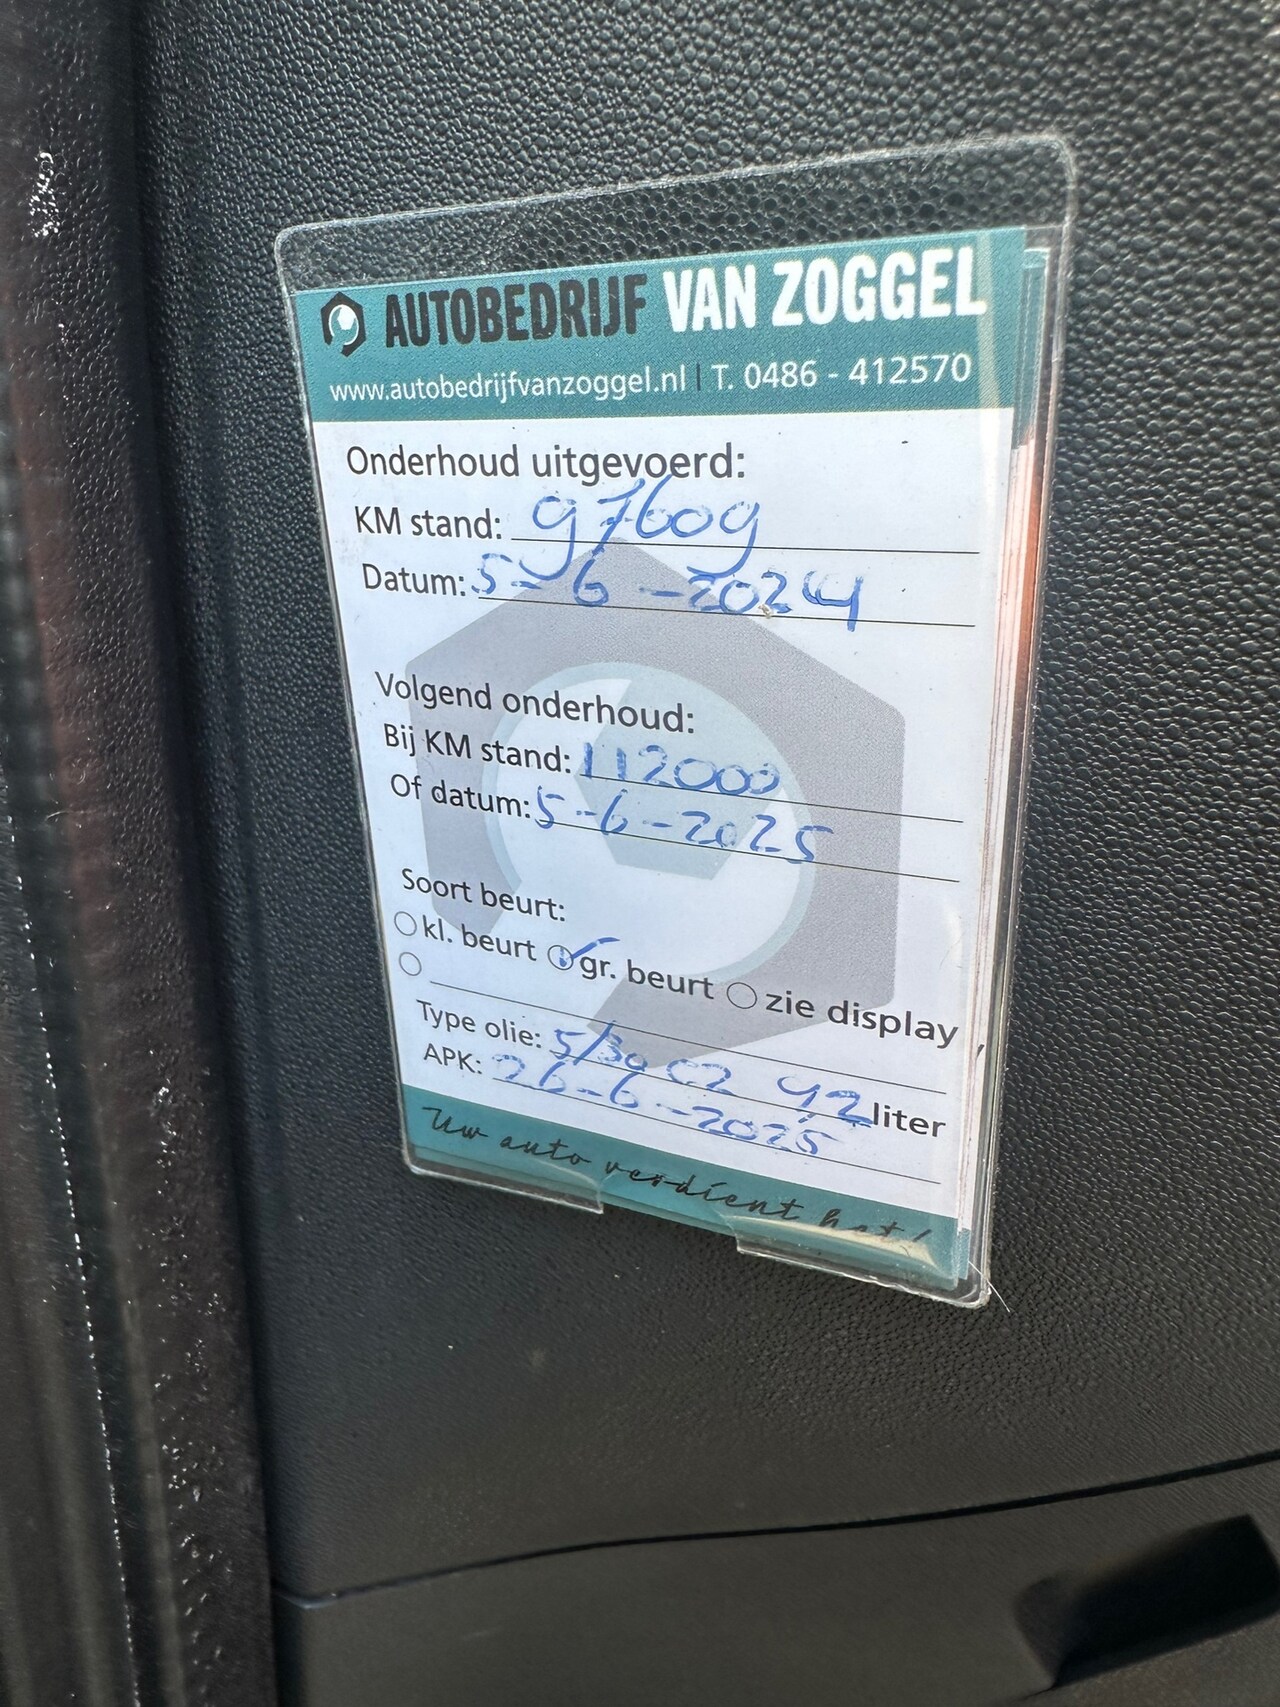 AUTOBEDRIJF VAN ZOGGEL
www.autobedrijfvanzoggel.nl | T. 0486 - 412570
Onderhoud uitgevoerd:
KM stand: 97609
Datum: 5-6-2024
Volgend onderhoud:
Bij KM stand: 112000
Of datum: 5-6-2025
Soort beurt:
kl. beurt gr. beurt zie display
Type olie: 5/30 C2 4,2 liter
APK: 26-6-2025
Uw auto verdient het!